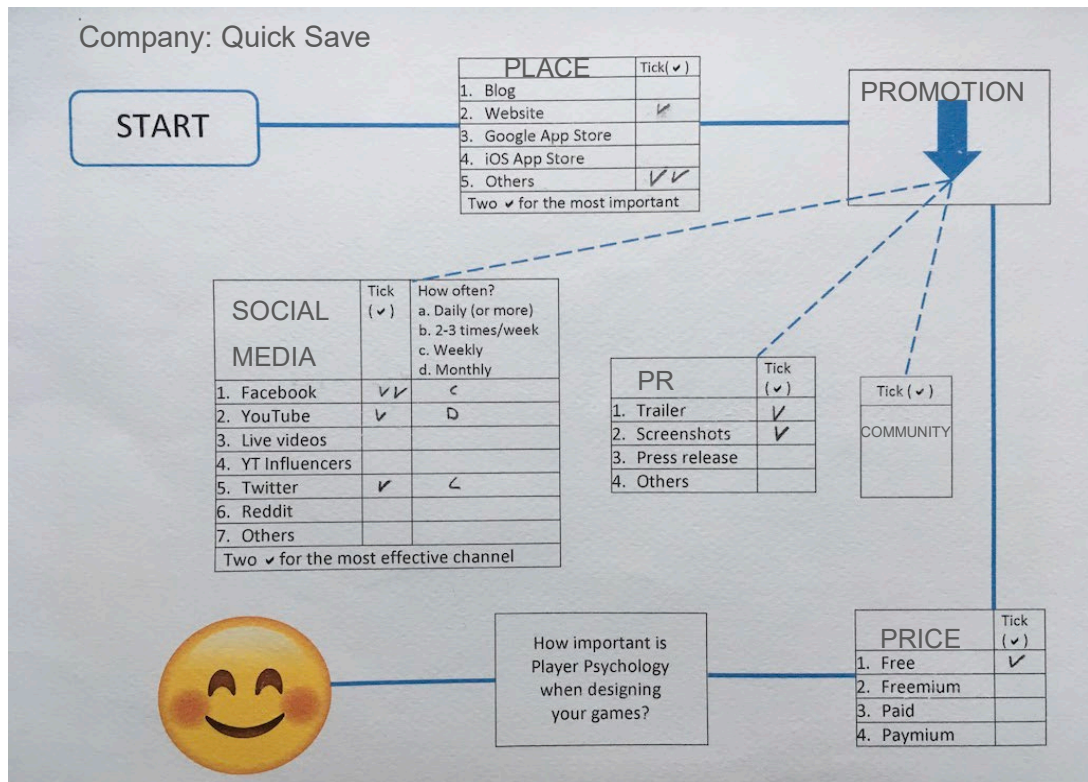 Company: Quick Save
START
PLACE Tick(✔)
1. Blog
2. Website ✓
3. Google App Store
4. iOS App Store
5. Others ✓✓
Two ✔ for the most important
PROMOTION
SOCIAL
MEDIA
Tick
(✔)
How often?
a. Daily (or more)
b. 2-3 times/week
c. Weekly
d. Monthly
1. Facebook ✓✓ C
2. YouTube ✓ D
3. Live videos
4. YT Influencers
5. Twitter ✓ C
6. Reddit
7. Others
Two ✔ for the most effective channel
PR
Tick
(✔)
1. Trailer ✓
2. Screenshots ✓
3. Press release
4. Others
Tick (✔)
COMMUNITY
PRICE
Tick
(✔)
1. Free ✓
2. Freemium
3. Paid
4. Paymium
How important is
Player Psychology
when designing
your games?